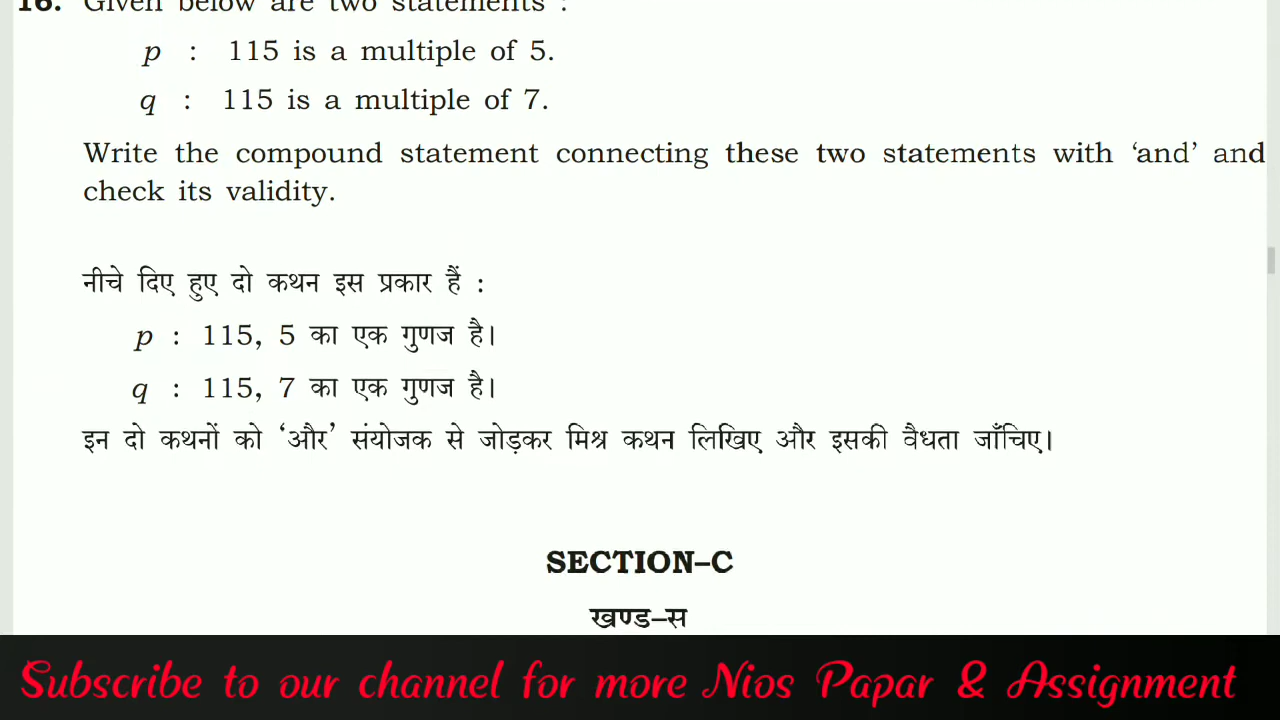 16. Given below are two statements :
p : 115 is a multiple of 5.
q : 115 is a multiple of 7.
Write the compound statement connecting these two statements with ‘and’ and
check its validity.
नीचे दिए हुए दो कथन इस प्रकार हैं :
p : 115, 5 का एक गुणज है।
q : 115, 7 का एक गुणज है।
इन दो कथनों को ‘और’ संयोजक से जोड़कर मिश्र कथन लिखिए और इसकी वैधता जाँचिए।
SECTION–C
खण्ड–स
Subscribe to our channel for more Nios Papar & Assignment